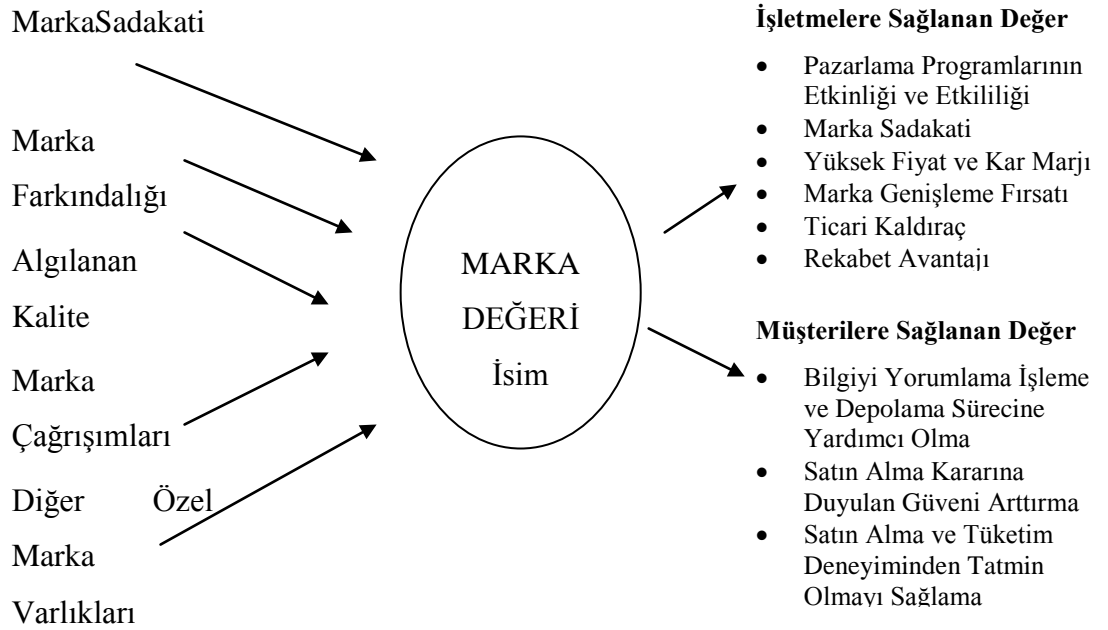 MarkaSadakati
Marka
Farkındalığı
Algılanan
Kalite
Marka
Çağrışımları
Diğer Özel
Marka
Varlıkları
MARKA
DEĞERİ
İsim
İşletmelere Sağlanan Değer
• Pazarlama Programlarının
Etkinliği ve Etkililiği
• Marka Sadakati
• Yüksek Fiyat ve Kar Marjı
• Marka Genişleme Fırsatı
• Ticari Kaldıraç
• Rekabet Avantajı
Müşterilere Sağlanan Değer
• Bilgiyi Yorumlama İşleme
ve Depolama Sürecine
Yardımcı Olma
• Satın Alma Kararına
Duyulan Güveni Arttırma
• Satın Alma ve Tüketim
Deneyiminden Tatmin
Olmayı Sağlama